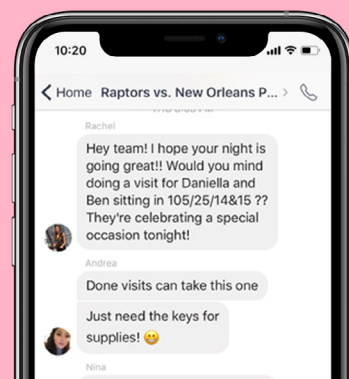 10:20
Home Raptors vs. New Orleans P...
Rachel
Hey team! I hope your night is
going great!! Would you mind
doing a visit for Daniella and
Ben sitting in 105/25/14&15 ??
They're celebrating a special
occasion tonight!
Andrea
Done visits can take this one
Just need the keys for
supplies! 😀
Nina